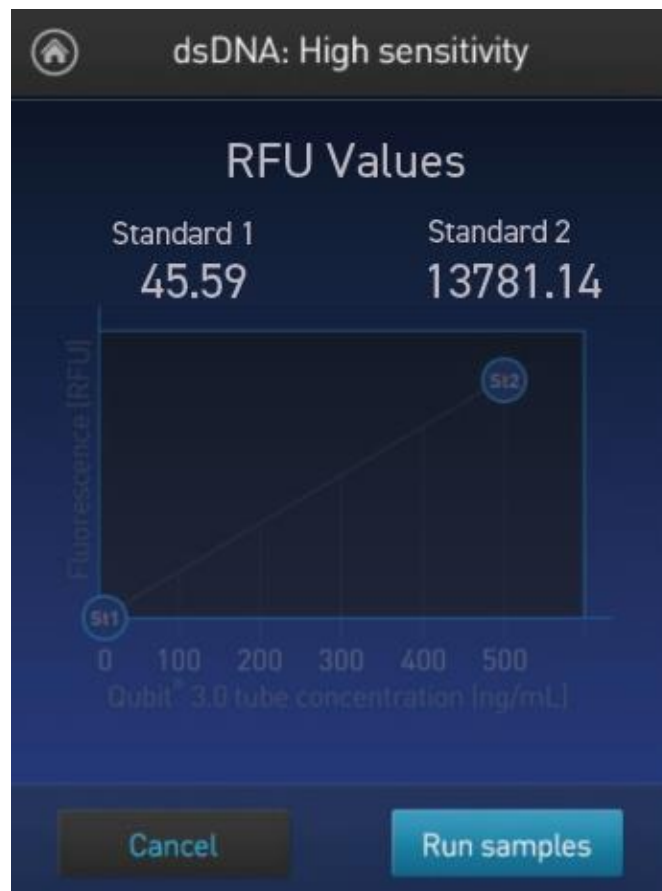 dsDNA: High sensitivity
RFU Values
Standard 1 Standard 2
45.59 13781.14
Fluorescence [RFU]
St2
St1
0 100 200 300 400 500
Qubit® 3.0 tube concentration [ng/mL]
Cancel Run samples